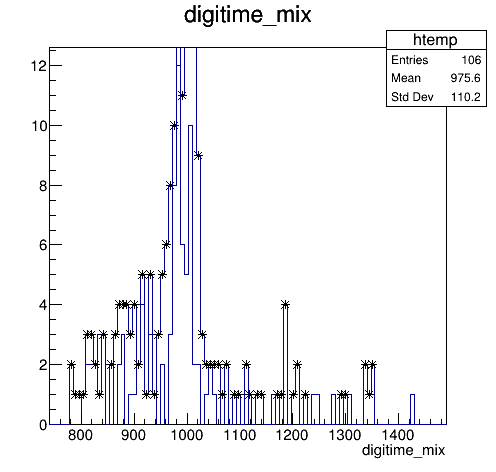 digitime_mix
htemp
Entries 106
Mean 975.6
Std Dev 110.2
12
10
8
6
4
2
0
800 900 1000 1100 1200 1300 1400
digitime_mix